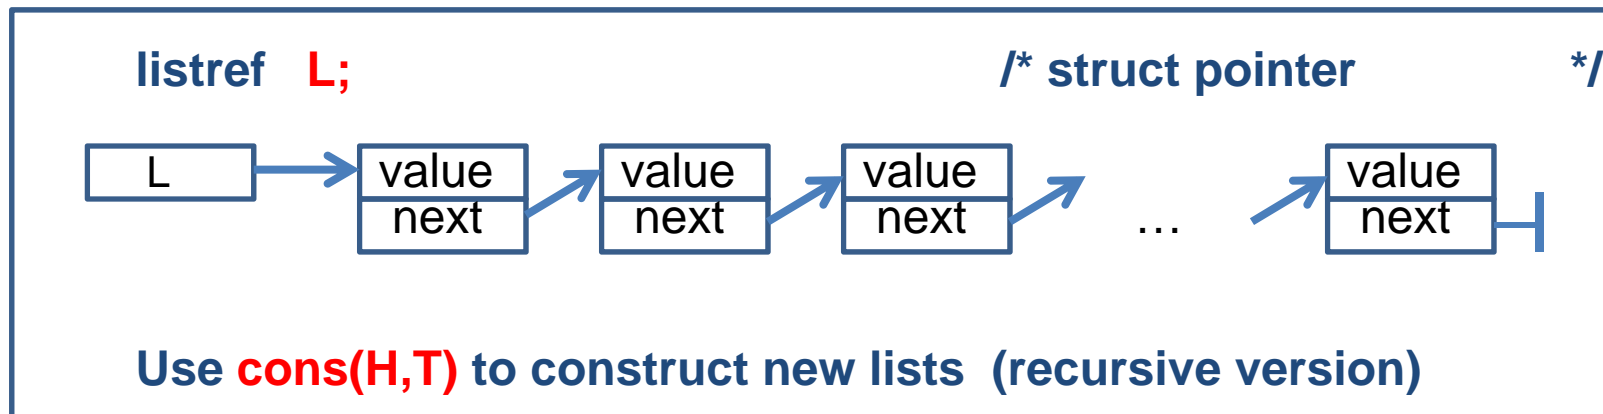 listref L; /* struct pointer */
L value value value value
next next next ... next
Use cons(H,T) to construct new lists (recursive version)